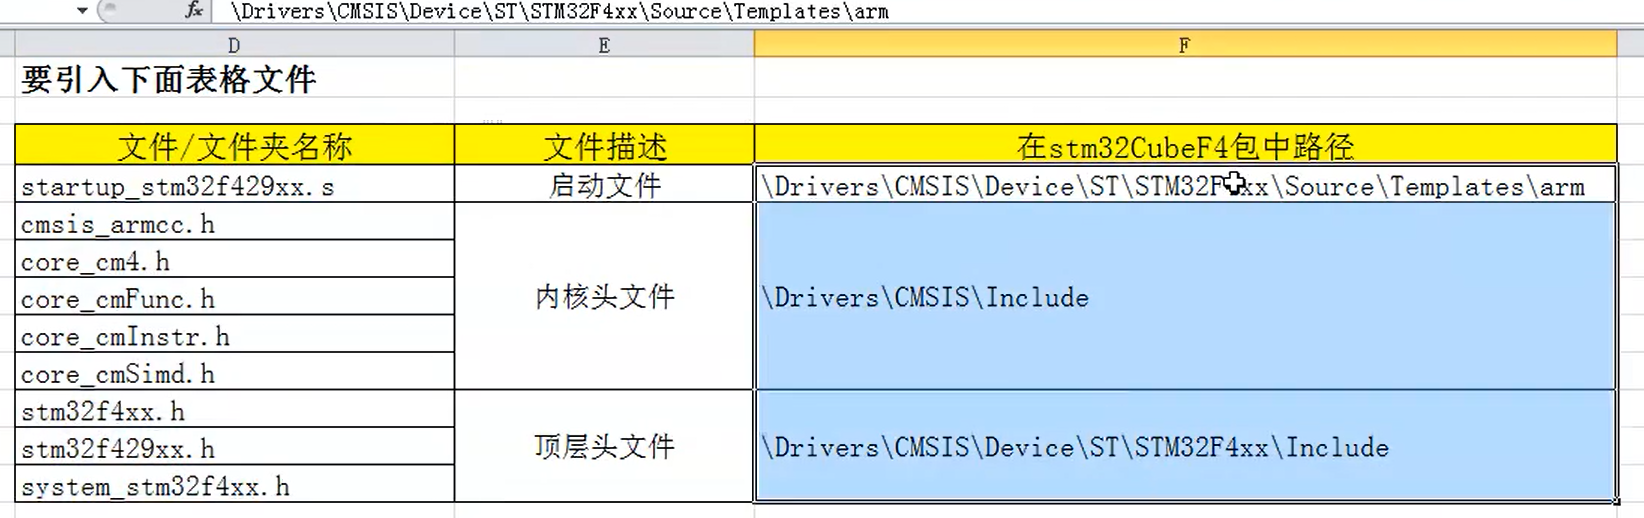 fx \Drivers\CMSIS\Device\ST\STM32F4xx\Source\Templates\arm
D E F
要引入下面表格文件
文件/文件夹名称 文件描述 在stm32CubeF4包中路径
startup_stm32f429xx.s 启动文件 \Drivers\CMSIS\Device\ST\STM32F4xx\Source\Templates\arm
cmsis_armcc.h
core_cm4.h
core_cmFunc.h 内核头文件 \Drivers\CMSIS\Include
core_cmInstr.h
core_cmSimd.h
stm32f4xx.h
stm32f429xx.h 顶层头文件 \Drivers\CMSIS\Device\ST\STM32F4xx\Include
system_stm32f4xx.h